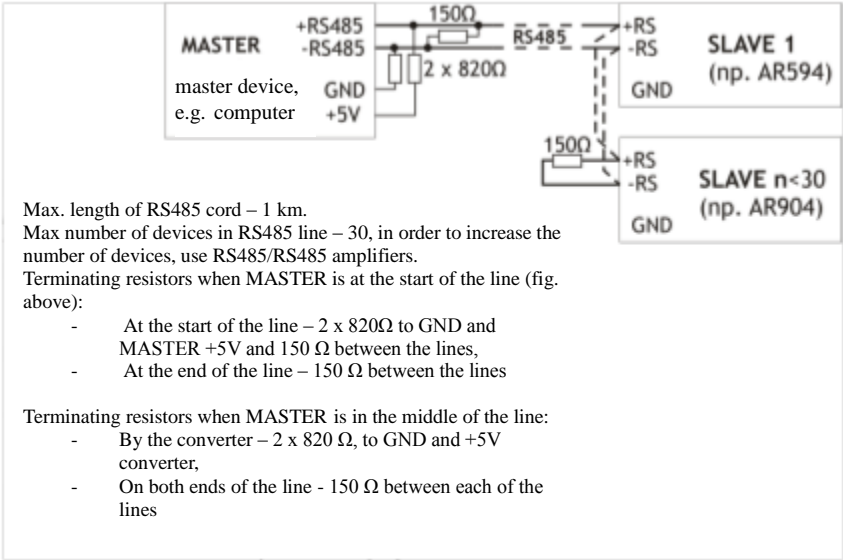 150Ω
+RS485
-RS485
RS485
MASTER
2 x 820Ω
master device,
e.g. computer
GND
+5V
+RS
-RS
SLAVE 1
(np. AR594)
GND
150Ω
+RS
-RS
SLAVE n<30
(np. AR904)
GND
Max. length of RS485 cord – 1 km.
Max number of devices in RS485 line – 30, in order to increase the
number of devices, use RS485/RS485 amplifiers.
Terminating resistors when MASTER is at the start of the line (fig.
above):
- At the start of the line – 2 x 820Ω to GND and
MASTER +5V and 150 Ω between the lines,
- At the end of the line – 150 Ω between the lines
Terminating resistors when MASTER is in the middle of the line:
- By the converter – 2 x 820 Ω, to GND and +5V
converter,
- On both ends of the line - 150 Ω between each of the
lines